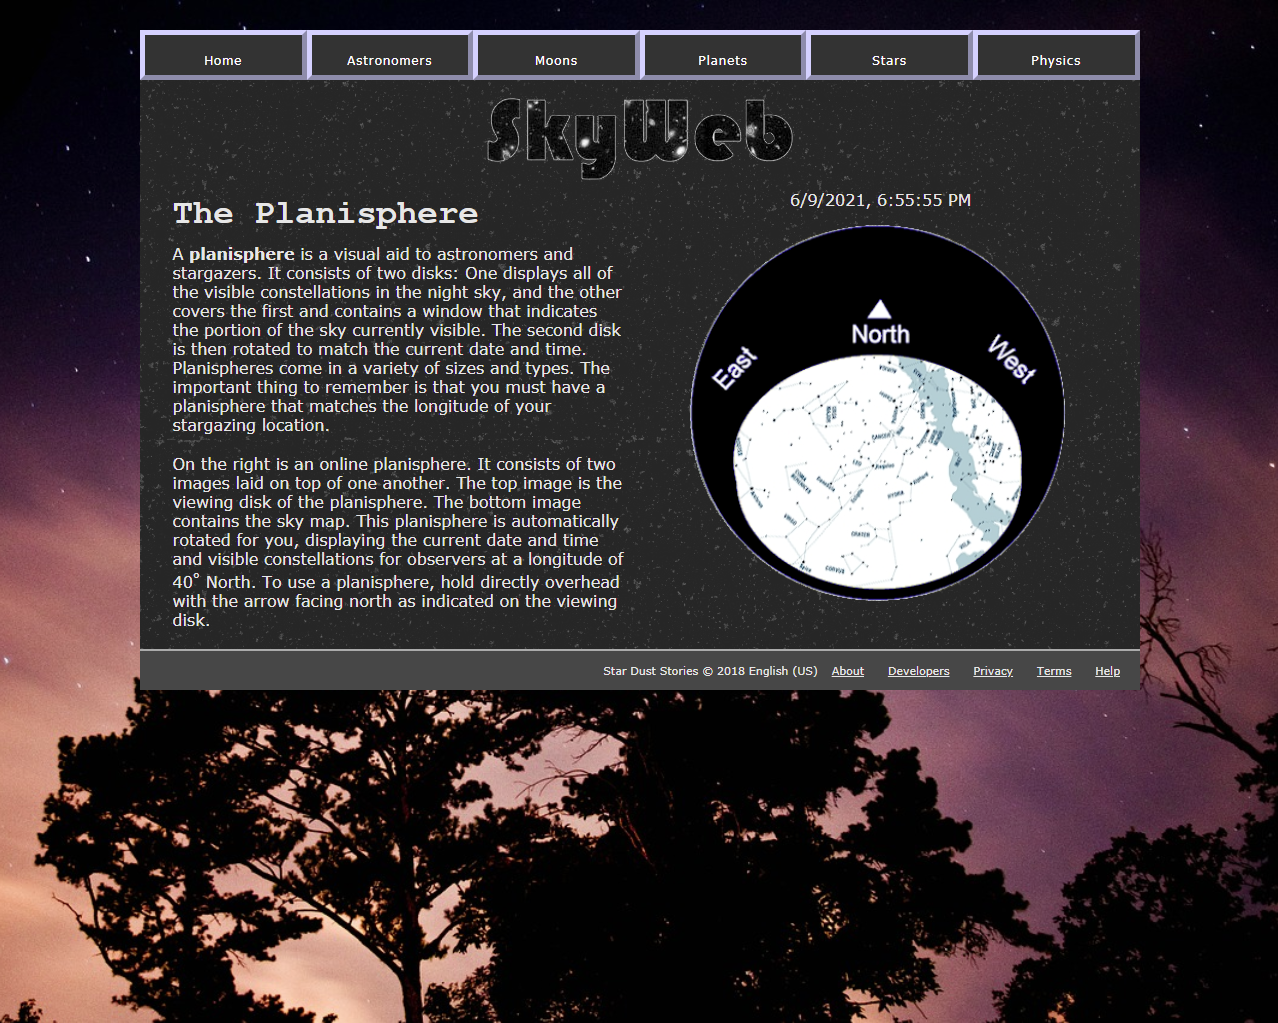 Home Astronomers Moons Planets Stars Physics
SkyWeb
The Planisphere
A planisphere is a visual aid to astronomers and
stargazers. It consists of two disks: One displays all of
the visible constellations in the night sky, and the other
covers the first and contains a window that indicates
the portion of the sky currently visible. The second disk
is then rotated to match the current date and time.
Planispheres come in a variety of sizes and types. The
important thing to remember is that you must have a
planisphere that matches the longitude of your
stargazing location.
On the right is an online planisphere. It consists of two
images laid on top of one another. The top image is the
viewing disk of the planisphere. The bottom image
contains the sky map. This planisphere is automatically
rotated for you, displaying the current date and time
and visible constellations for observers at a longitude of
40° North. To use a planisphere, hold directly overhead
with the arrow facing north as indicated on the viewing
disk.
6/9/2021, 6:55:55 PM
North
East
West
LEO
HYDRA
CRATER
VIRGO
CORVUS
VELA
Star Dust Stories © 2018 English (US) About Developers Privacy Terms Help